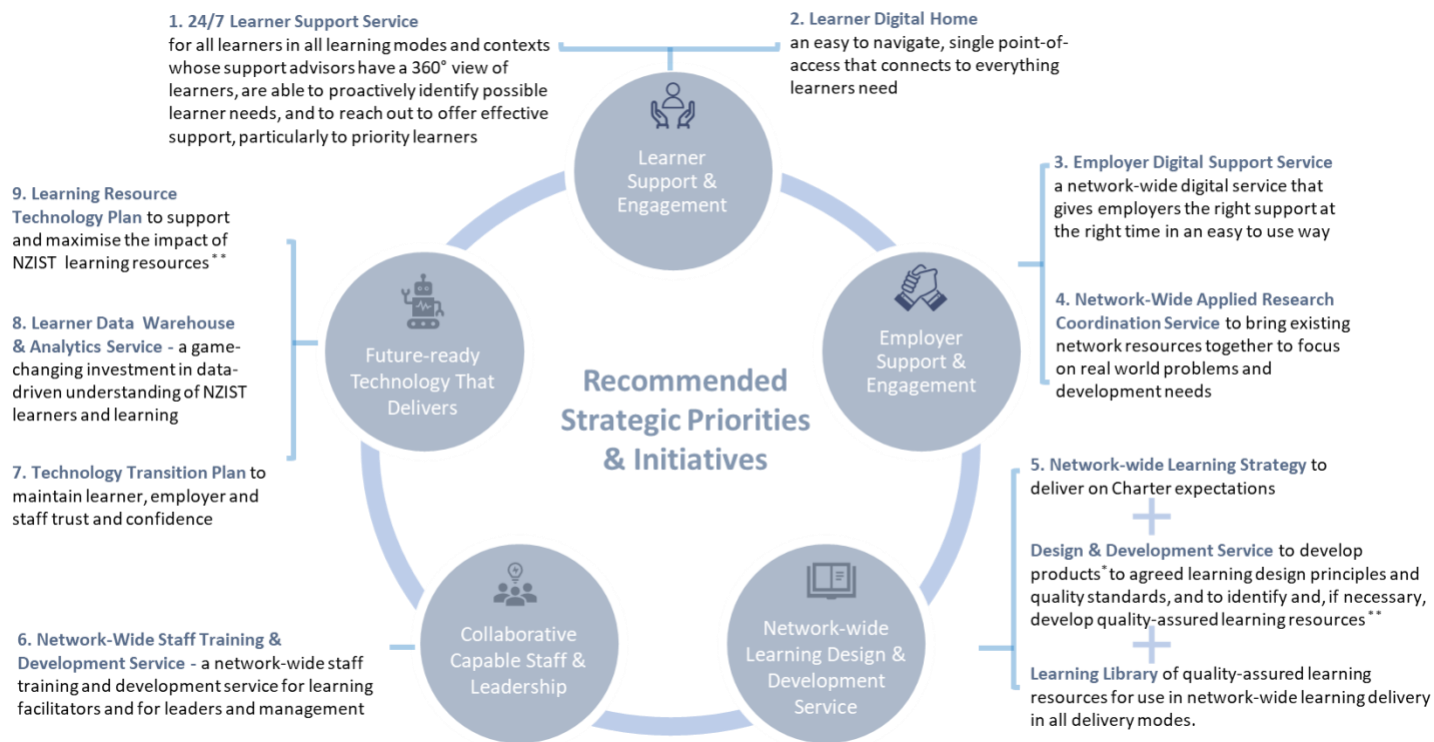 1. 24/7 Learner Support Service
for all learners in all learning modes and contexts
whose support advisors have a 360° view of
learners, are able to proactively identify possible
learner needs, and to reach out to offer effective
support, particularly to priority learners
2. Learner Digital Home
an easy to navigate, single point-of-
access that connects to everything
learners need
Learner
Support &
Engagement
3. Employer Digital Support Service
a network-wide digital service that
gives employers the right support at
the right time in an easy to use way
4. Network-Wide Applied Research
Coordination Service to bring existing
network resources together to focus
on real world problems and
development needs
Employer
Support &
Engagement
9. Learning Resource
Technology Plan to support
and maximise the impact of
NZIST learning resources**
8. Learner Data Warehouse
& Analytics Service - a game-
changing investment in data-
driven understanding of NZIST
learners and learning
7. Technology Transition Plan to
maintain learner, employer and
staff trust and confidence
Future-ready
Technology That
Delivers
Recommended
Strategic Priorities
& Initiatives
5. Network-wide Learning Strategy to
deliver on Charter expectations
+
Design & Development Service to develop
products* to agreed learning design principles and
quality standards, and to identify and, if necessary,
develop quality-assured learning resources**
+
Learning Library of quality-assured learning
resources for use in network-wide learning delivery
in all delivery modes.
Network-wide
Learning Design &
Development
Service
Collaborative
Capable Staff &
Leadership
6. Network-Wide Staff Training &
Development Service - a network-wide staff
training and development service for learning
facilitators and for leaders and management